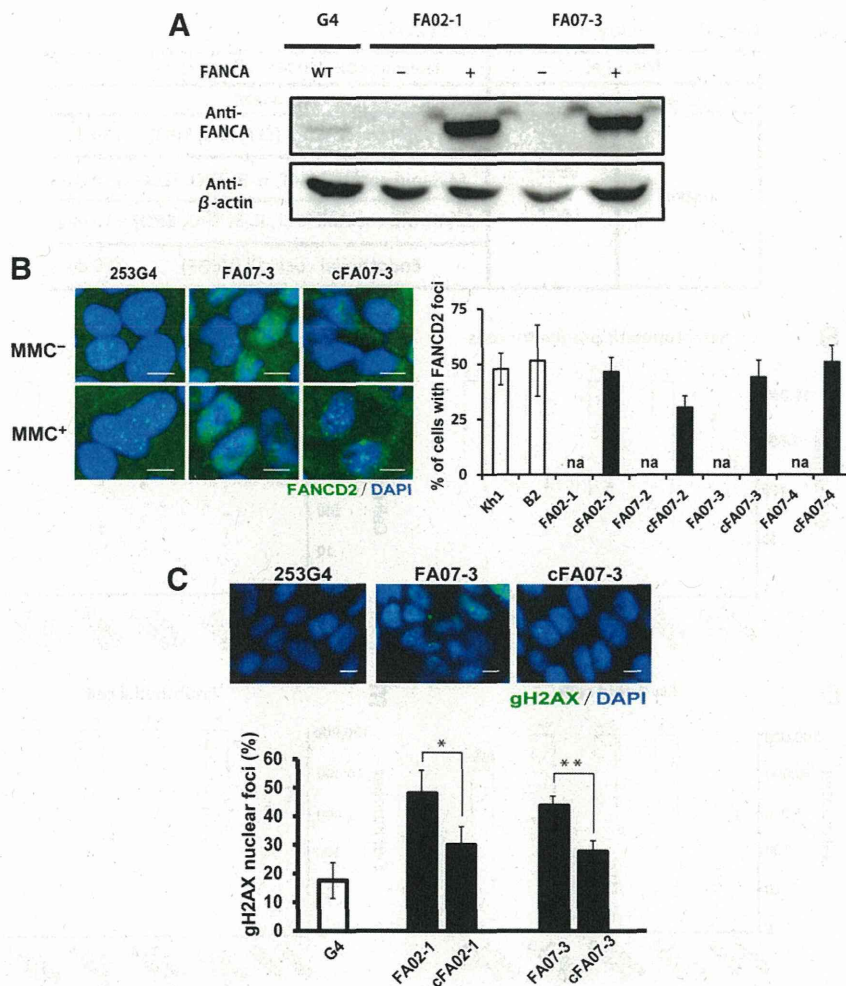 A
G4 FA02-1 FA07-3
FANCA WT − + − +
Anti-
FANCA
Anti-
β-actin
B
253G4 FA07-3 cFA07-3
MMC−
MMC+
FANCD2 / DAPI
% of cells with FANCD2 foci
75
50
25
0
na na na na
Kh1 B2 FA02-1 cFA02-1 FA07-2 cFA07-2 FA07-3 cFA07-3 FA07-4 cFA07-4
C
253G4 FA07-3 cFA07-3
gH2AX / DAPI
gH2AX nuclear foci (%)
60
50
40
30
20
10
0
* **
G4 FA02-1 cFA02-1 FA07-3 cFA07-3